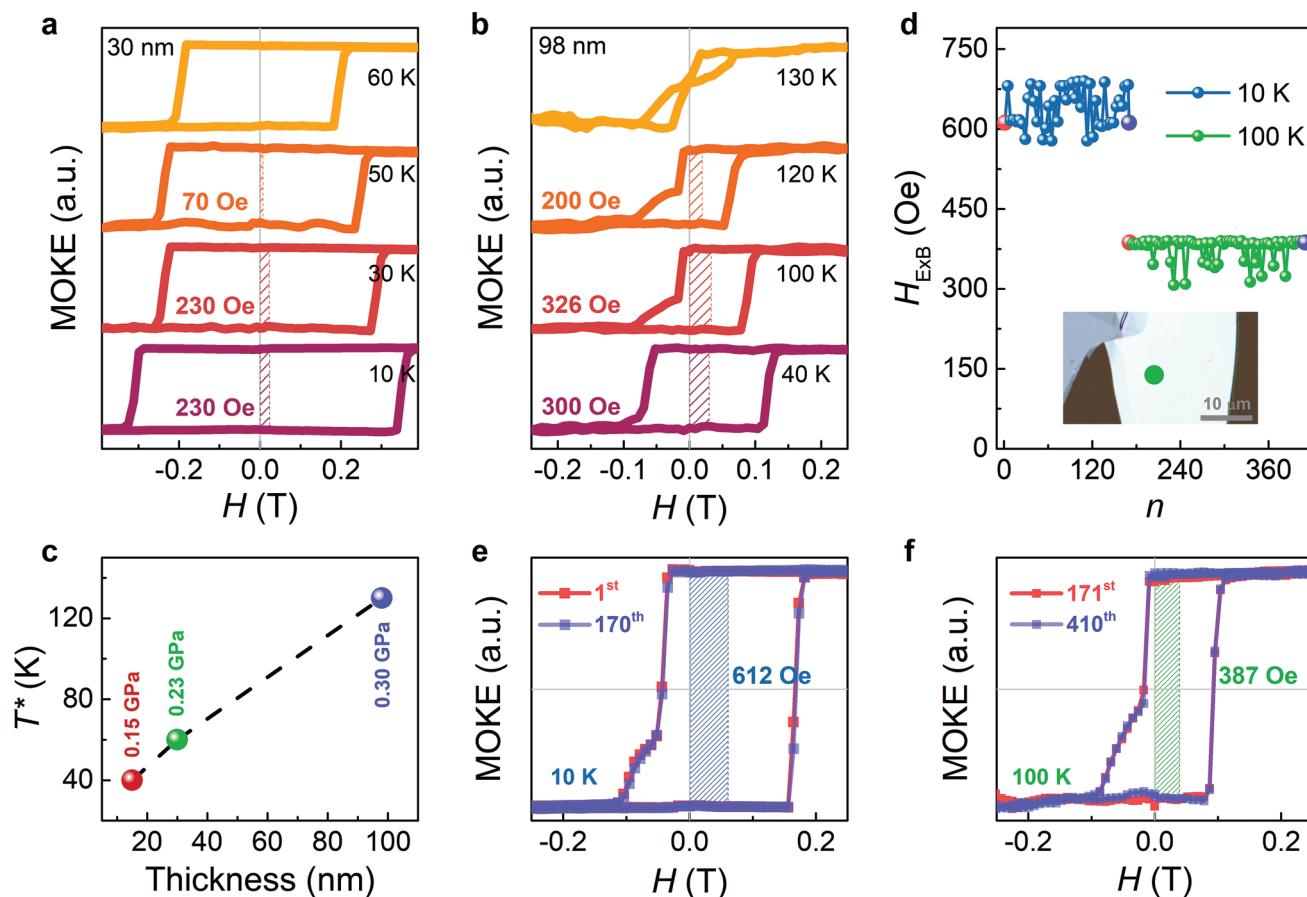 a
30 nm
60 K
50 K
70 Oe
30 K
230 Oe
10 K
230 Oe
MOKE (a.u.)
-0.2 0.0 0.2
H (T)
b
98 nm
130 K
120 K
200 Oe
100 K
326 Oe
40 K
300 Oe
MOKE (a.u.)
-0.2 -0.1 0.0 0.1 0.2
H (T)
d
750
600
450
300
150
0
H_ExB (Oe)
10 K
100 K
10 μm
0 120 240 360
n
c
120
80
40
T* (K)
0.15 GPa
0.23 GPa
0.30 GPa
20 40 60 80 100
Thickness (nm)
e
1st
170th
612 Oe
10 K
MOKE (a.u.)
-0.2 0.0 0.2
H (T)
f
171st
410th
387 Oe
100 K
MOKE (a.u.)
-0.2 0.0 0.2
H (T)